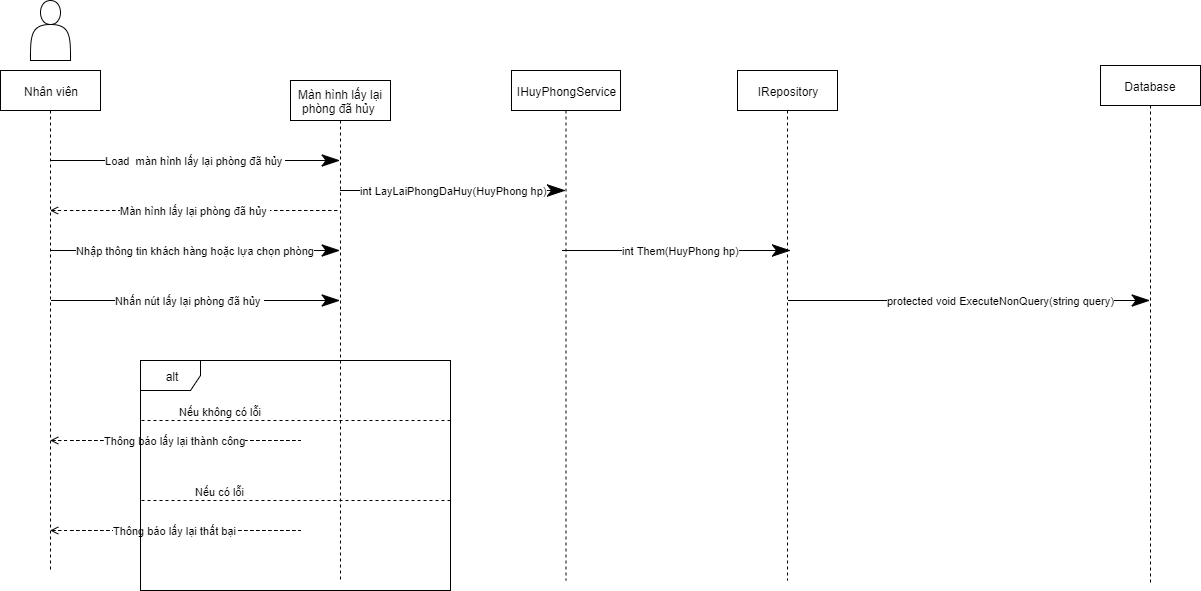 Nhân viên
Màn hình lấy lại
phòng đã hủy
IHuyPhongService
IRepository
Database
Load màn hình lấy lại phòng đã hủy
int LayLaiPhongDaHuy(HuyPhong hp)
Màn hình lấy lại phòng đã hủy
Nhập thông tin khách hàng hoặc lựa chọn phòng
int Them(HuyPhong hp)
Nhấn nút lấy lại phòng đã hủy
protected void ExecuteNonQuery(string query)
alt
Nếu không có lỗi
Thông báo lấy lại thành công
Nếu có lỗi
Thông báo lấy lại thất bại